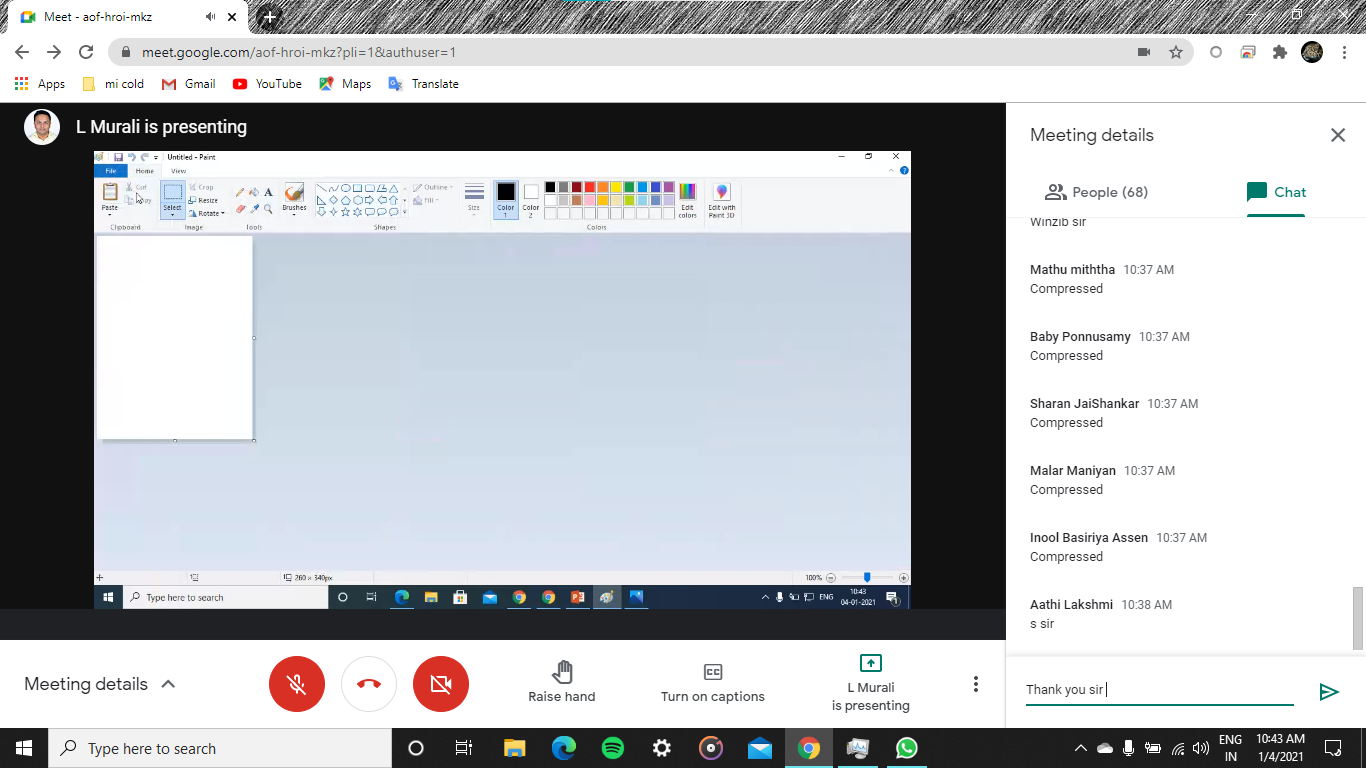 Meet - aof-hroi-mkz
meet.google.com/aof-hroi-mkz?pli=1&authuser=1
Apps mi cold Gmail YouTube Maps Translate
L Murali is presenting
Untitled - Paint
File Home View
Paste Cut Copy
Select Crop Resize Rotate
Brushes
Outline Fill
Size
Color 1
Color 2
Edit colors
Edit with Paint 3D
Clipboard Image Tools Shapes Colors
260 × 340px
100%
Type here to search
ENG
10:43
04-01-2021
1
Meeting details
People (68)
Chat
Winzib sir
Mathu miththa 10:37 AM
Compressed
Baby Ponnusamy 10:37 AM
Compressed
Sharan JaiShankar 10:37 AM
Compressed
Malar Maniyan 10:37 AM
Compressed
Inool Basiriya Assen 10:37 AM
Compressed
Aathi Lakshmi 10:38 AM
s sir
Thank you sir
Meeting details
Raise hand
Turn on captions
L Murali
is presenting
Type here to search
ENG
IN
10:43 AM
1/4/2021